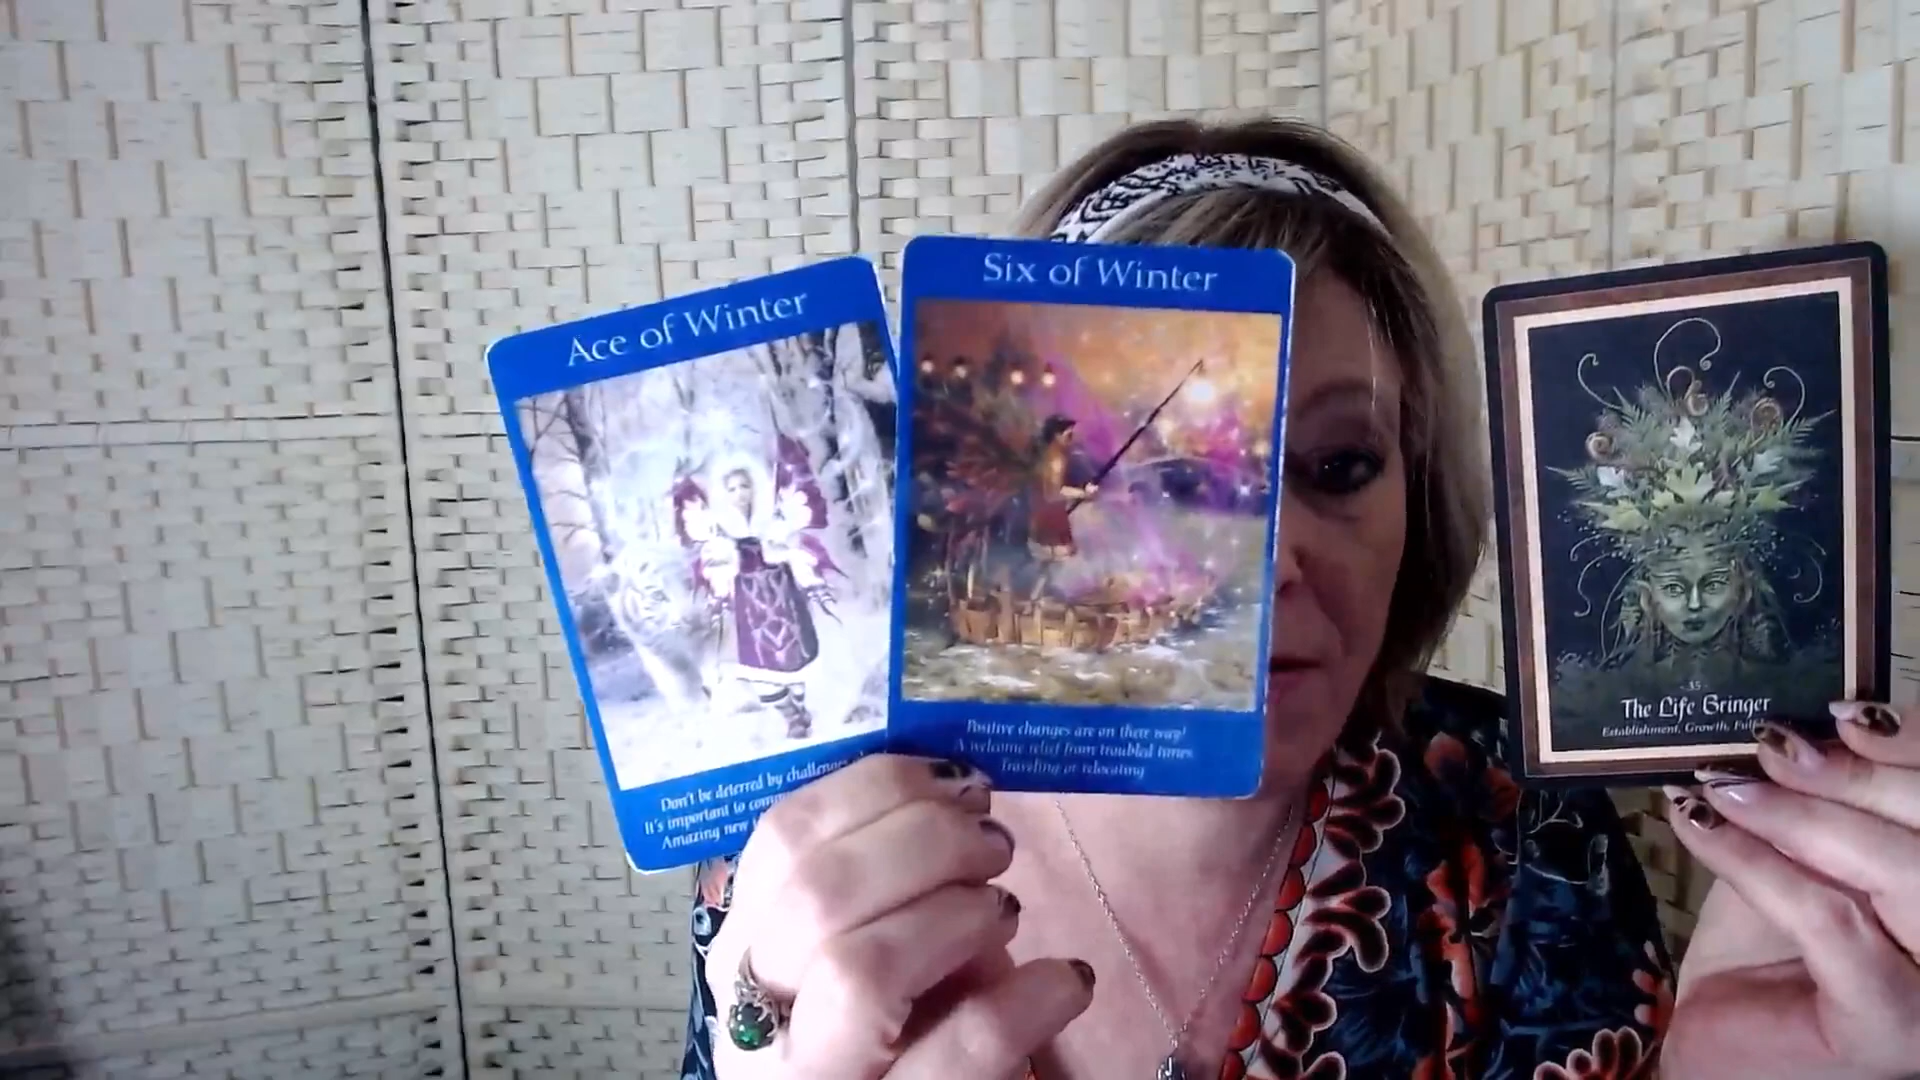 Ace of Winter
Don't be deterred by challenges
It's important to
Amazing new
Six of Winter
Positive changes are on their way!
A welcome relief from troubled times
Traveling or relocating
35
The Life Bringer
Establishment, Growth,